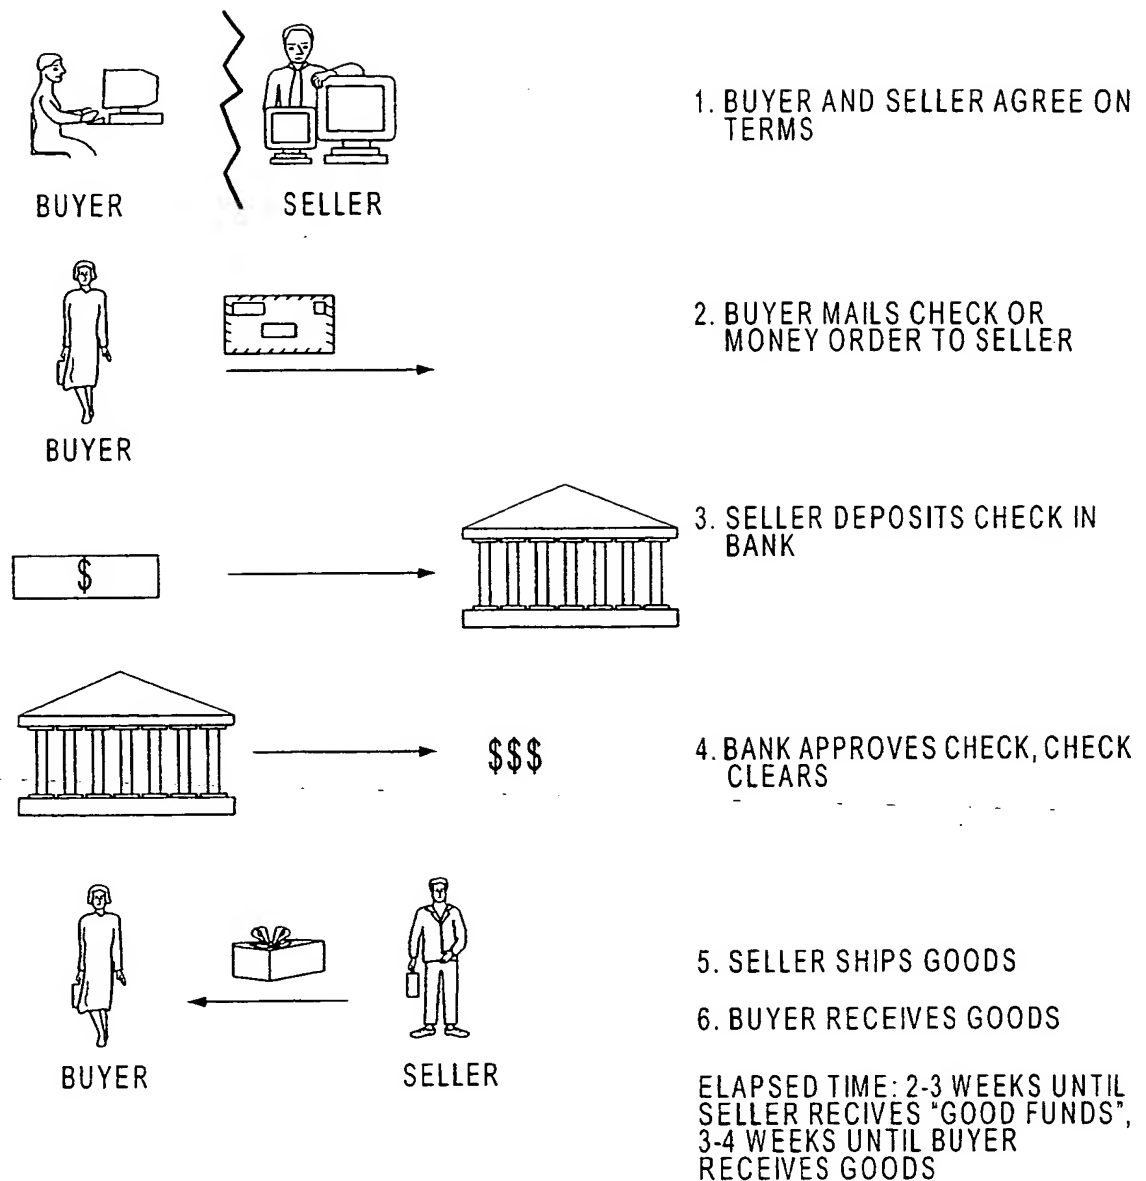 BUYER
SELLER
1. BUYER AND SELLER AGREE ON
TERMS
BUYER
2. BUYER MAILS CHECK OR
MONEY ORDER TO SELLER
$
3. SELLER DEPOSITS CHECK IN
BANK
$$$
4. BANK APPROVES CHECK, CHECK
CLEARS
BUYER
SELLER
5. SELLER SHIPS GOODS
6. BUYER RECEIVES GOODS
ELAPSED TIME: 2-3 WEEKS UNTIL
SELLER RECIVES "GOOD FUNDS",
3-4 WEEKS UNTIL BUYER
RECEIVES GOODS